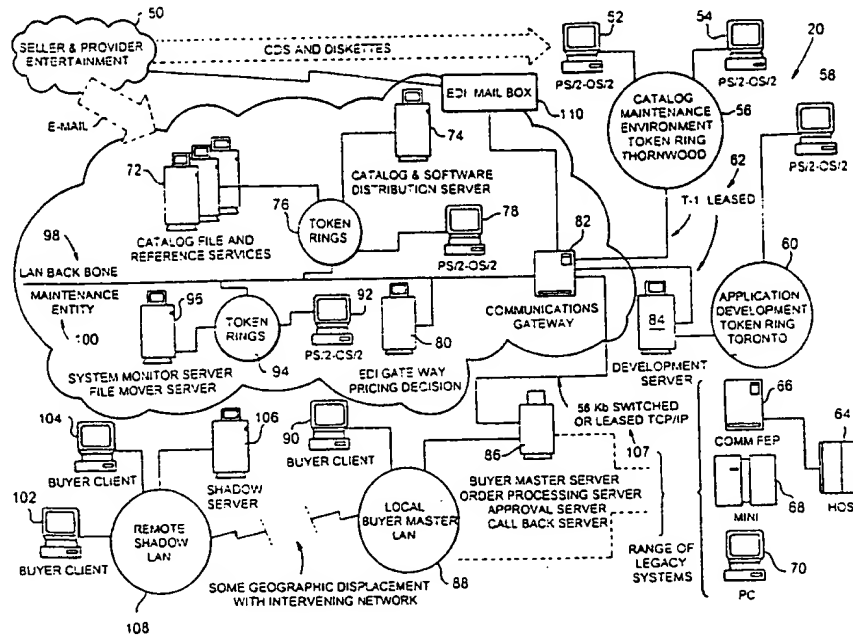 50
SELLER & PROVIDER
ENTERTAINMENT
CDS AND DISKETTES
E-MAIL
52
PS/2-OS/2
54
PS/2-OS/2
20
58
PS/2-OS/2
EDI MAIL BOX
110
CATALOG
MAINTENANCE
ENVIRONMENT
TOKEN RING
THORNWOOD
56
62
T-1 LEASED
72
CATALOG FILE AND
REFERENCE SERVICES
74
CATALOG & SOFTWARE
DISTRIBUTION SERVER
76
TOKEN
RINGS
78
PS/2-OS/2
82
COMMUNICATIONS
GATEWAY
98
LAN BACK BONE
MAINTENANCE
ENTITY
100
96
SYSTEM MONITOR SERVER
FILE MOVER SERVER
TOKEN
RINGS
94
92
PS/2-OS/2
80
EDI GATE WAY
PRICING DECISION
84
DEVELOPMENT
SERVER
60
APPLICATION
DEVELOPMENT
TOKEN RING
TORONTO
104
BUYER CLIENT
106
SHADOW
SERVER
90
BUYER CLIENT
86
56 Kb SWITCHED
OR LEASED TCP/IP
107
BUYER MASTER SERVER
ORDER PROCESSING SERVER
APPROVAL SERVER
CALL BACK SERVER
66
COMM FEP
64
HOS
MINI
68
70
PC
RANGE OF
LEGACY
SYSTEMS
102
BUYER CLIENT
REMOTE
SHADOW
LAN
108
SOME GEOGRAPHIC DISPLACEMENT
WITH INTERVENING NETWORK
LOCAL
BUYER MASTER
LAN
88